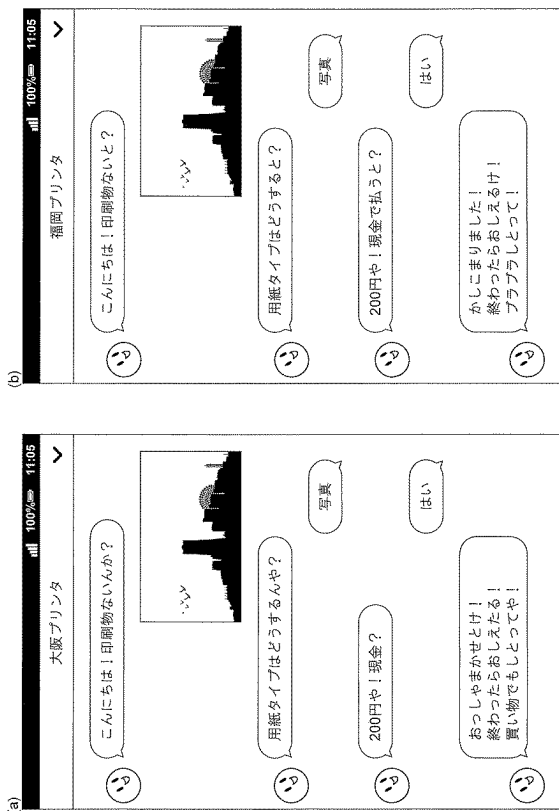 (a)
100% 11:05
大阪プリンタ
こんにちは！印刷物ないんか？
用紙タイプはどうするんや？
写真
200円や！現金？
はい
おっしゃまかせとけ！
終わったらおしえたる！
買い物でもしとってや！
(b)
100% 11:05
福岡プリンタ
こんにちは！印刷物ないと？
用紙タイプはどうすると？
写真
200円や！現金で払うと？
はい
かしこまりました！
終わったらおしえるけ！
ブラブラしとって！